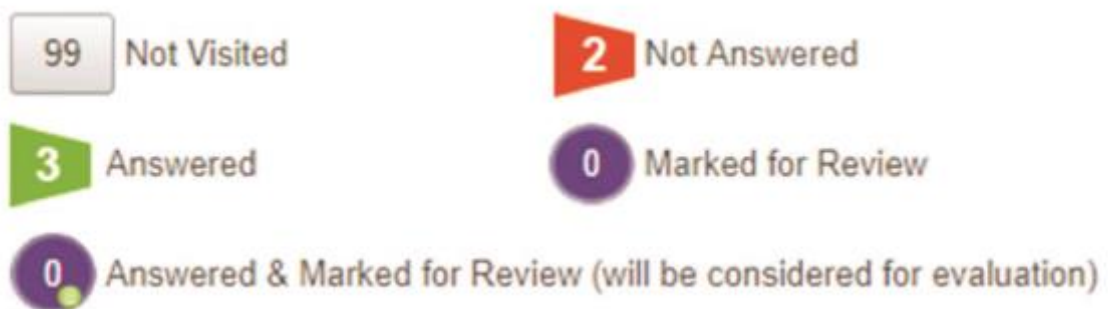 99 Not Visited 2 Not Answered
3 Answered 0 Marked for Review
0 Answered & Marked for Review (will be considered for evaluation)